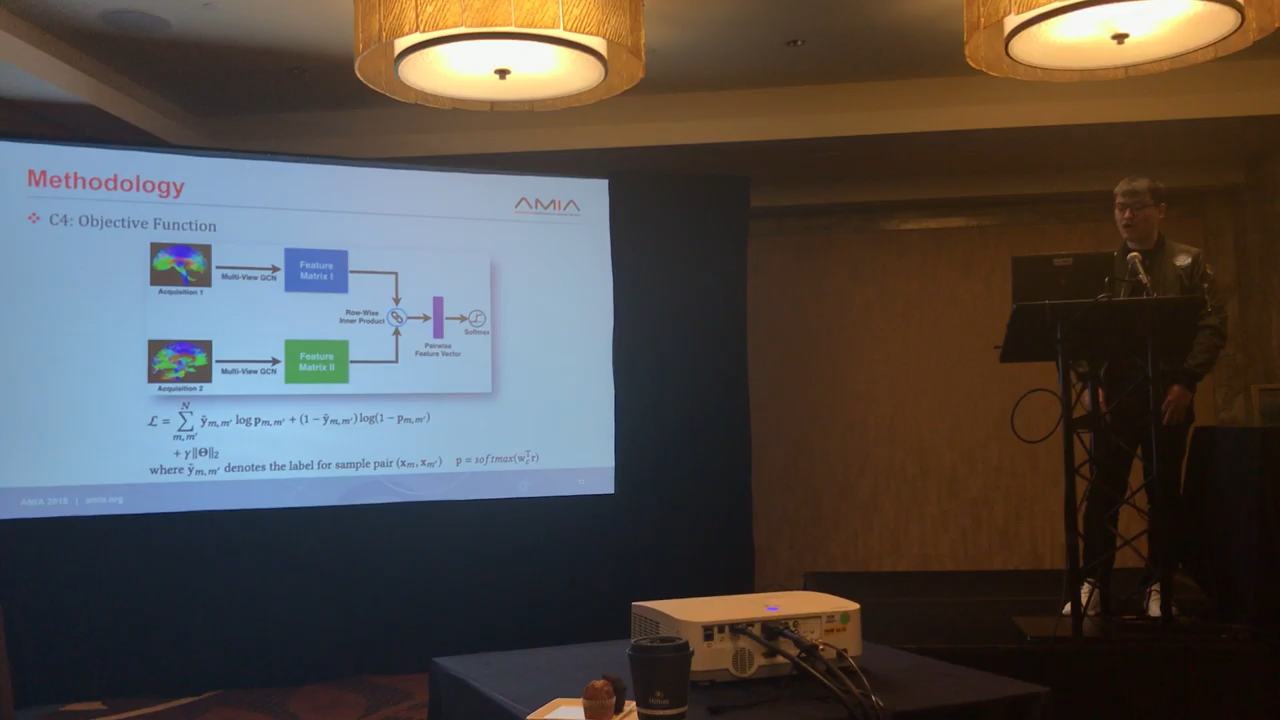 Methodology
AMIA
❖ C4: Objective Function
Acquisition 1
Multi-View GCN
Feature
Matrix I
Row-Wise
Inner Product
Pairwise
Feature Vector
Softmax
Acquisition 2
Multi-View GCN
Feature
Matrix II
ℒ = ∑_{m,m′}^{N} ỹ_{m,m′} log p_{m,m′} + (1 − ỹ_{m,m′}) log(1 − p_{m,m′})
+ γ‖Θ‖₂
where ỹ_{m,m′} denotes the label for sample pair (x_m, x_{m′}) p = softmax(w_c^T r)
AMIA 2018 | amia.org
11
Hilton